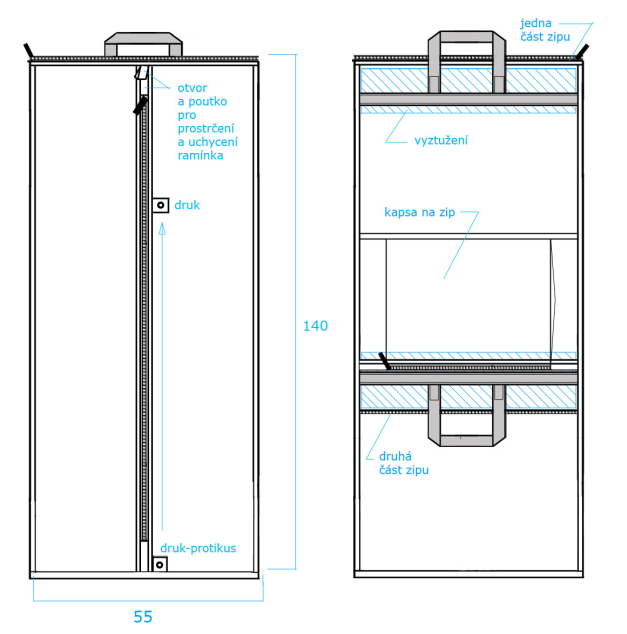 jedna
část zipu
otvor
a poutko
pro
prostrčení
a uchycení
ramínka
vyztužení
druk
kapsa na zip
140
druhá
část zipu
druk-protikus
55